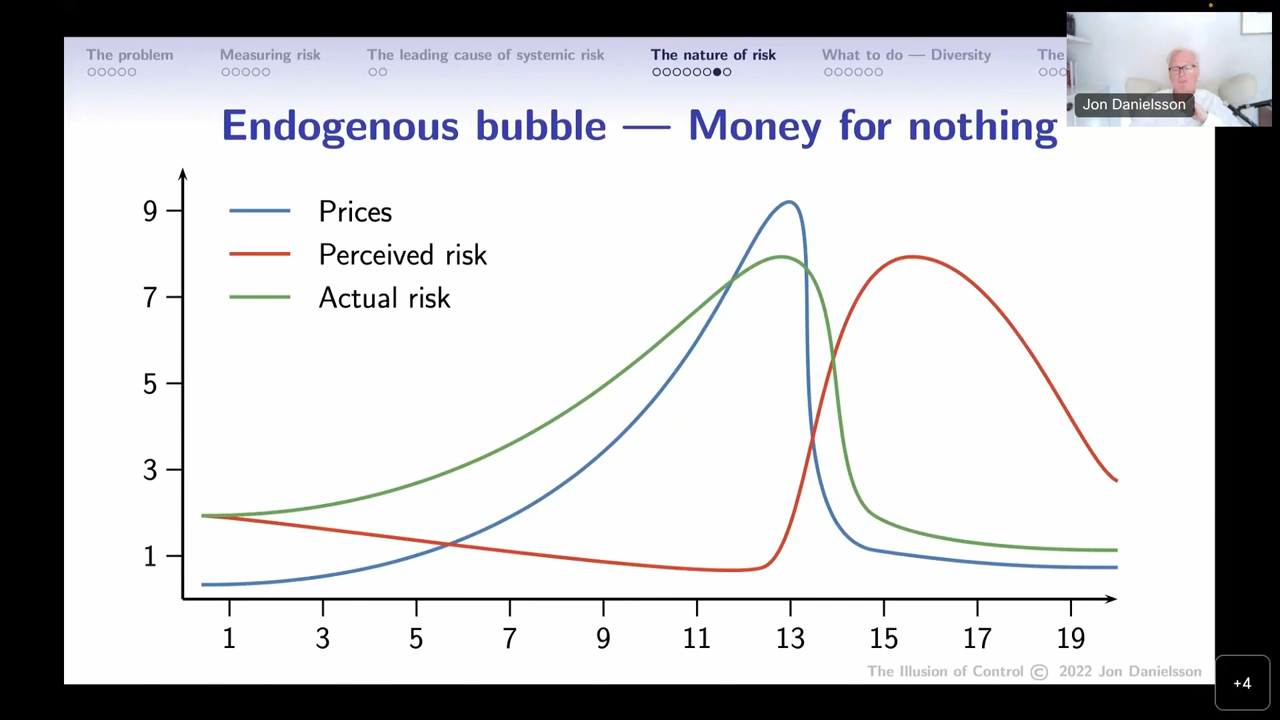 The problem
Measuring risk
The leading cause of systemic risk
The nature of risk
What to do — Diversity
The
Jon Danielsson
Endogenous bubble — Money for nothing
9
7
5
3
1
Prices
Perceived risk
Actual risk
1 3 5 7 9 11 13 15 17 19
The Illusion of Control © 2022 Jon Danielsson
+4